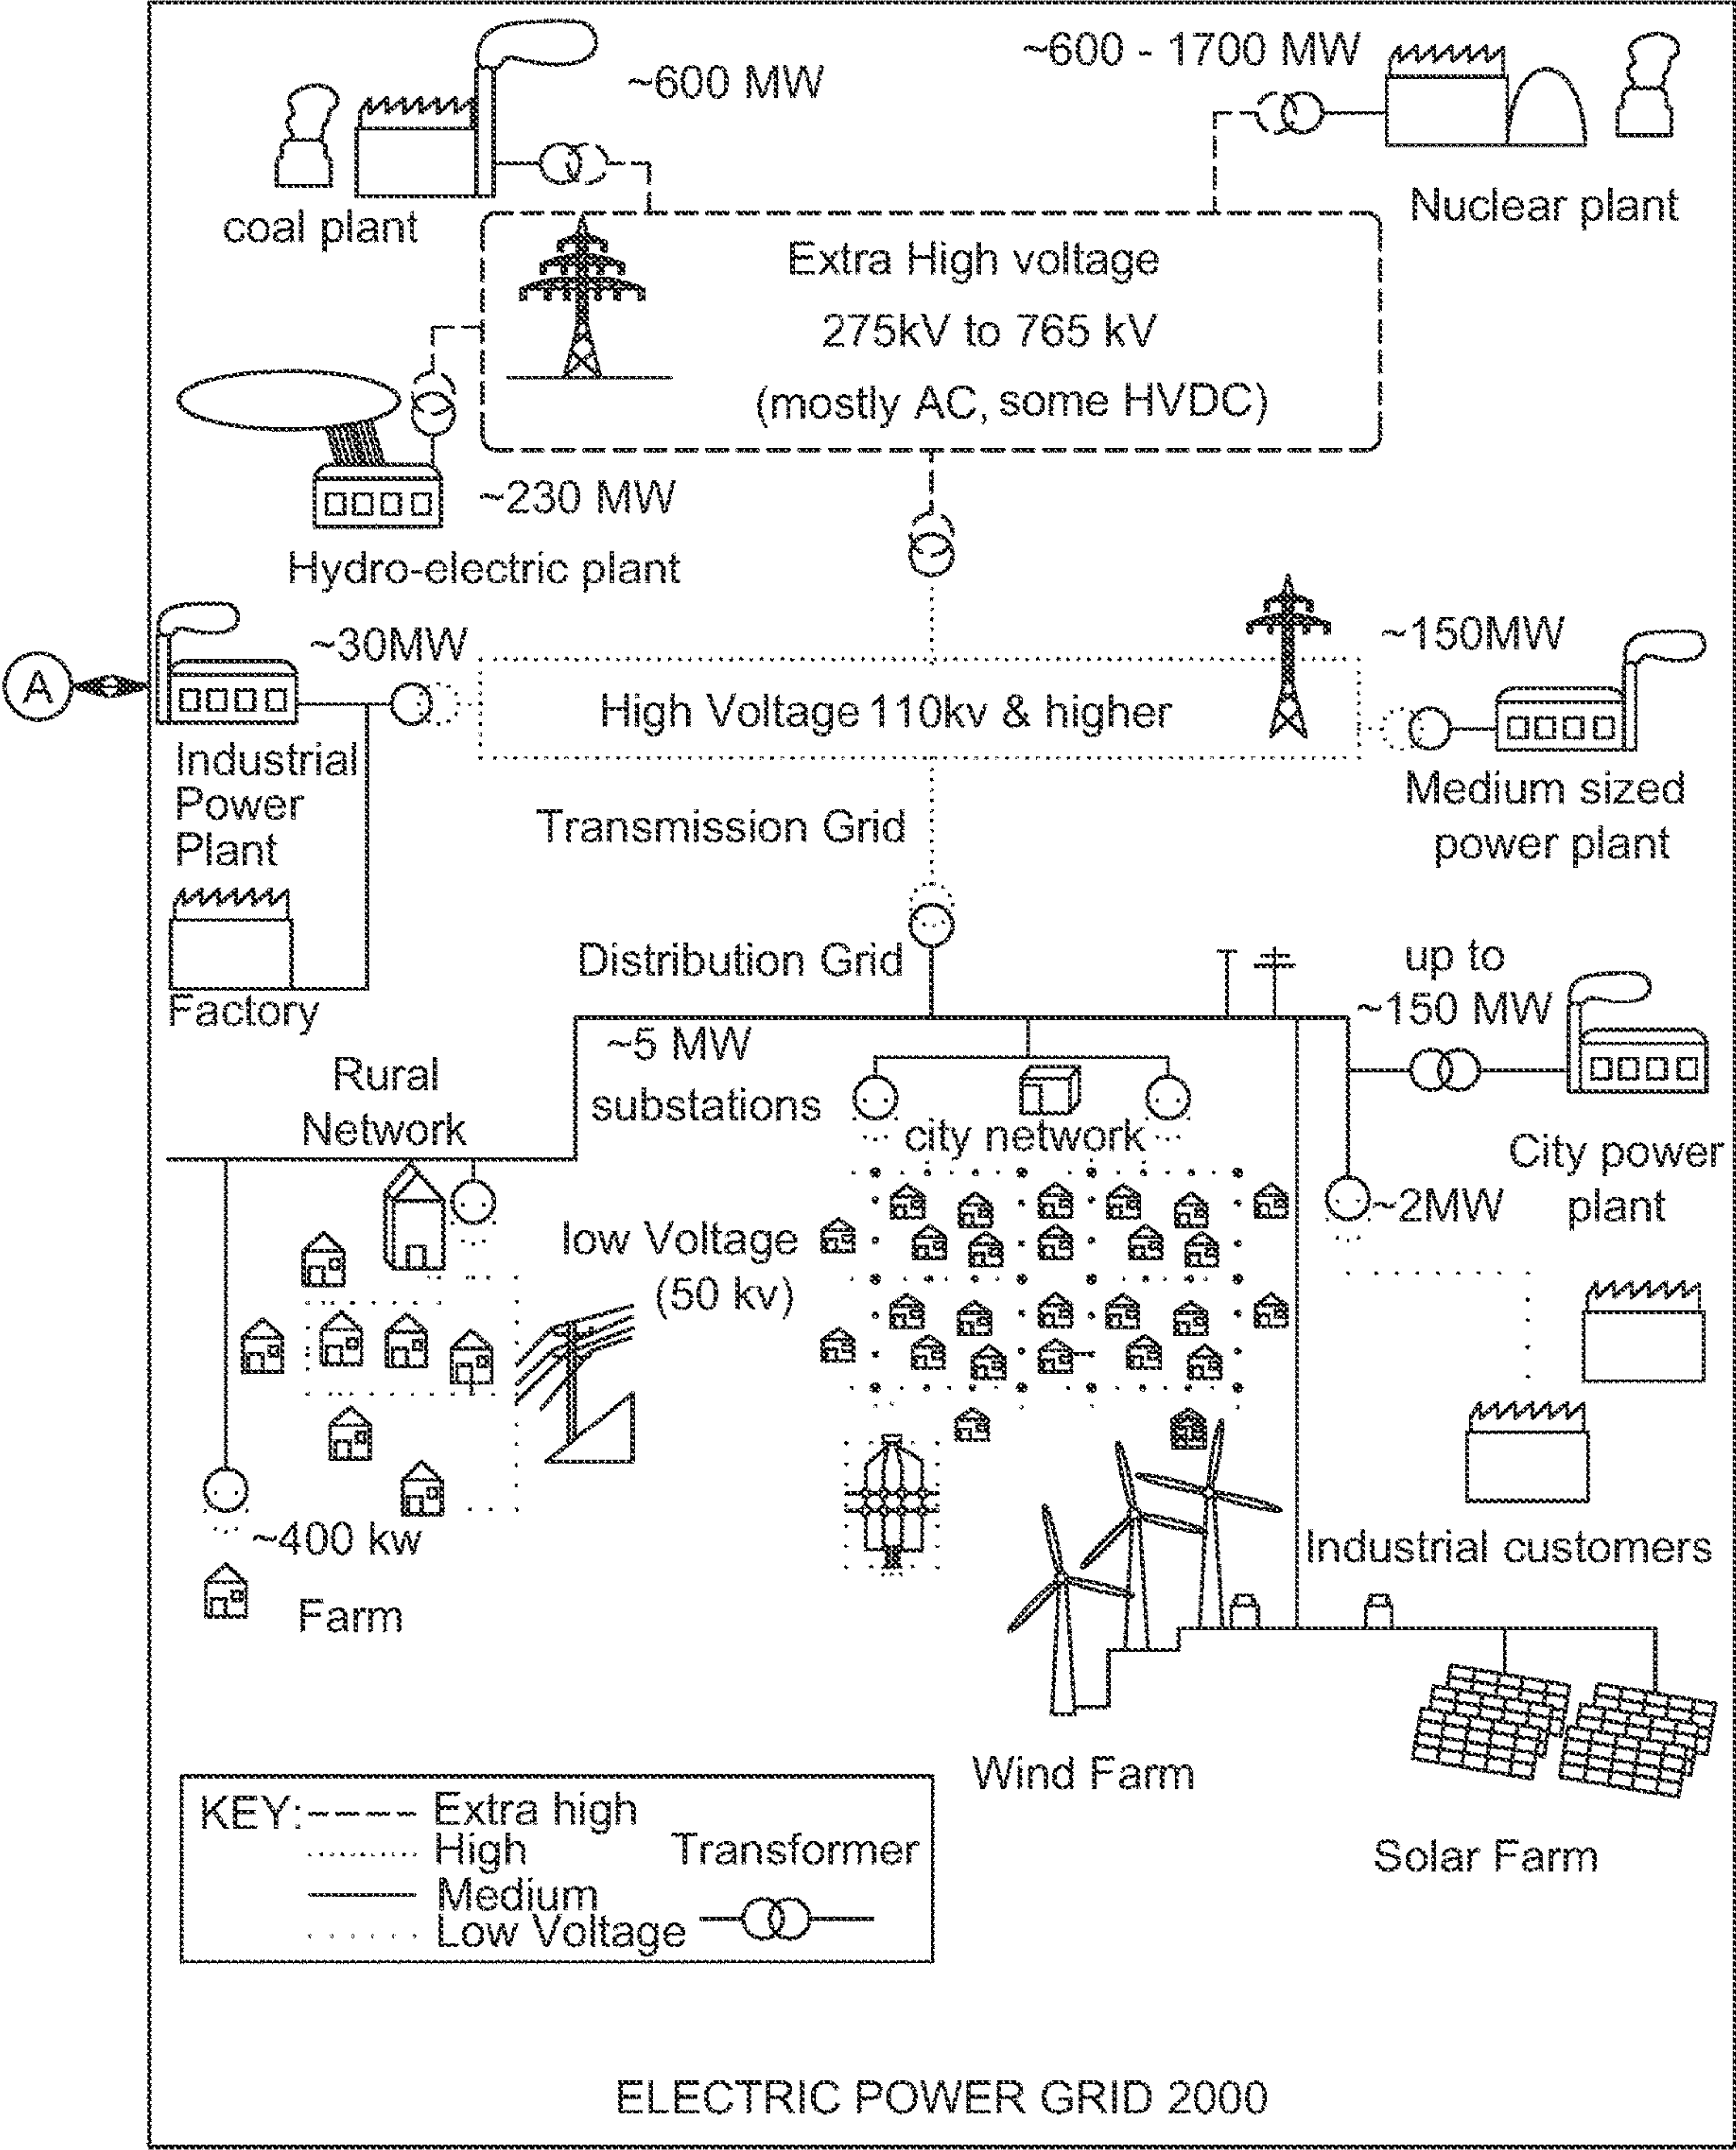 ~600 MW
~600 - 1700 MW
coal plant
Nuclear plant
Extra High voltage
275kV to 765 kV
(mostly AC, some HVDC)
~230 MW
Hydro-electric plant
A
~30MW
~150MW
High Voltage 110kv & higher
Industrial
Power
Plant
Medium sized
power plant
Transmission Grid
Factory
Distribution Grid
up to
~150 MW
~5 MW
substations
Rural
Network
city network
City power
plant
~2MW
low Voltage
(50 kv)
~400 kw
Farm
Industrial customers
Wind Farm
Solar Farm
KEY:
Extra high
High
Medium
Low Voltage
Transformer
ELECTRIC POWER GRID 2000